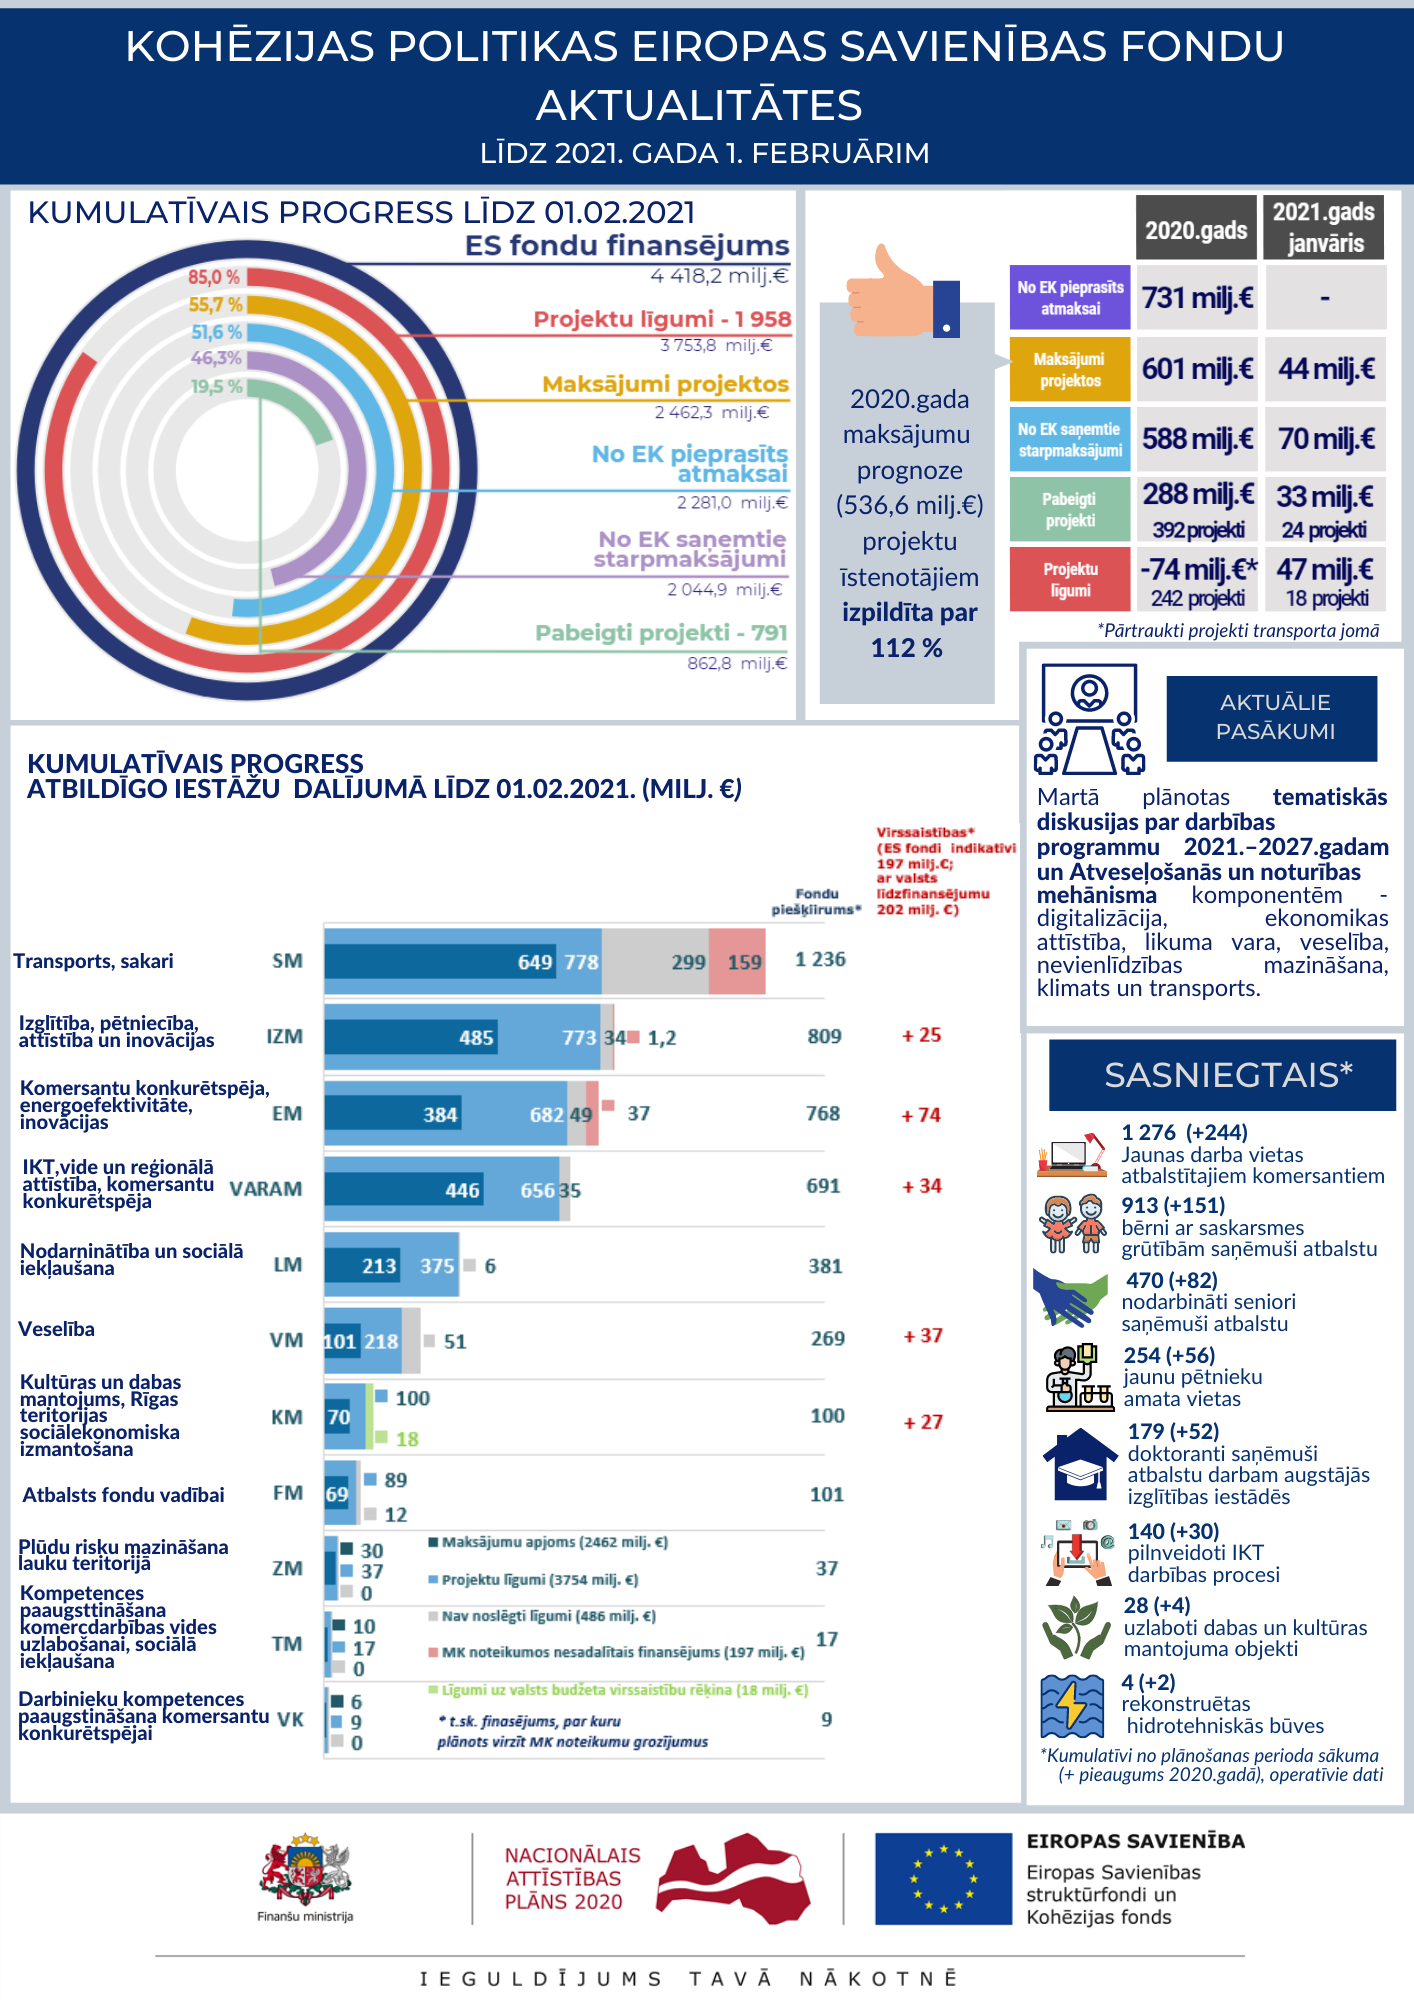 KOHĒZIJAS POLITIKAS EIROPAS SAVIENĪBAS FONDU
AKTUALITĀTES
LĪDZ 2021. GADA 1. FEBRUĀRIM
KUMULATĪVAIS PROGRESS LĪDZ 01.02.2021
85,0 %
55,7 %
51,6 %
46,3%
19,5 %
ES fondu finansējums
4 418,2 milj.€
Projektu līgumi - 1 958
3 753,8 milj.€
Maksājumi projektos
2 462,3 milj.€
No EK pieprasīts
atmaksai
2 281,0 milj.€
No EK saņemtie
starpmaksājumi
2 044,9 milj.€
Pabeigti projekti - 791
862,8 milj.€
2020.gada
maksājumu
prognoze
(536,6 milj.€)
projektu
īstenotājiem
izpildīta par
112 %
2020.gads
2021.gads
janvāris
No EK pieprasīts
atmaksai
731 milj.€
-
Maksājumi
projektos
601 milj.€
44 milj.€
No EK saņemtie
starpmaksājumi
588 milj.€
70 milj.€
Pabeigti
projekti
288 milj.€
392 projekti
33 milj.€
24 projekti
Projektu
līgumi
-74 milj.€*
242 projekti
47 milj.€
18 projekti
*Pārtraukti projekti transporta jomā
AKTUĀLIE
PASĀKUMI
Martā plānotas tematiskās
diskusijas par darbības
programmu 2021.–2027.gadam
un Atveseļošanās un noturības
mehānisma komponentēm -
digitalizācija, ekonomikas
attīstība, likuma vara, veselība,
nevienlīdzības mazināšana,
klimats un transports.
KUMULATĪVAIS PROGRESS
ATBILDĪGO IESTĀŽU DALĪJUMĀ LĪDZ 01.02.2021. (MILJ. €)
Fondu
piešķiirums*
Virssaistības*
(ES fondi indikatīvi
197 milj.€;
ar valsts
līdzfinansējumu
202 milj. €)
Transports, sakari
SM
649 778 299 159 1 236
Izglītība, pētniecība,
attīstība un inovācijas
IZM
485 773 34 1,2 809 + 25
Komersantu konkurētspēja,
energoefektivitāte,
inovācijas
EM
384 682 49 37 768 + 74
IKT,vide un reģionālā
attīstība, komersantu
konkurētspēja
VARAM
446 656 35 691 + 34
Nodarninātība un sociālā
iekļaušana
LM
213 375 6 381
Veselība
VM
101 218 51 269 + 37
Kultūras un dabas
mantojums, Rīgas
teritorijas
sociālekonomiska
izmantošana
KM
70 100
18
100 + 27
Atbalsts fondu vadībai
FM
69 89
12
101
Plūdu risku mazināšana
lauku teritorijā
ZM
30
37
0
37
Kompetences
paaugsttināšana
komercdarbības vides
uzlabošanai, sociālā
iekļaušana
TM
10
17
0
17
Darbinieku kompetences
paaugstināšana komersantu
konkurētspējai
VK
6
9
0
9
Maksājumu apjoms (2462 milj. €)
Projektu līgumi (3754 milj. €)
Nav noslēgti līgumi (486 milj. €)
MK noteikumos nesadalītais finansējums (197 milj. €)
Līgumi uz valsts budžeta virssaistību rēķina (18 milj. €)
* t.sk. finasējums, par kuru
plānots virzīt MK noteikumu grozījumus
SASNIEGTAIS*
1 276 (+244)
Jaunas darba vietas
atbalstītajiem komersantiem
913 (+151)
bērni ar saskarsmes
grūtībām saņēmuši atbalstu
470 (+82)
nodarbināti seniori
saņēmuši atbalstu
254 (+56)
jaunu pētnieku
amata vietas
179 (+52)
doktoranti saņēmuši
atbalstu darbam augstājās
izglītības iestādēs
140 (+30)
pilnveidoti IKT
darbības procesi
28 (+4)
uzlaboti dabas un kultūras
mantojuma objekti
4 (+2)
rekonstruētas
hidrotehniskās būves
*Kumulatīvi no plānošanas perioda sākuma
(+ pieaugums 2020.gadā), operatīvie dati
Finanšu ministrija
NACIONĀLAIS
ATTĪSTĪBAS
PLĀNS 2020
EIROPAS SAVIENĪBA
Eiropas Savienības
struktūrfondi un
Kohēzijas fonds
IEGULDĪJUMS TAVĀ NĀKOTNĒ